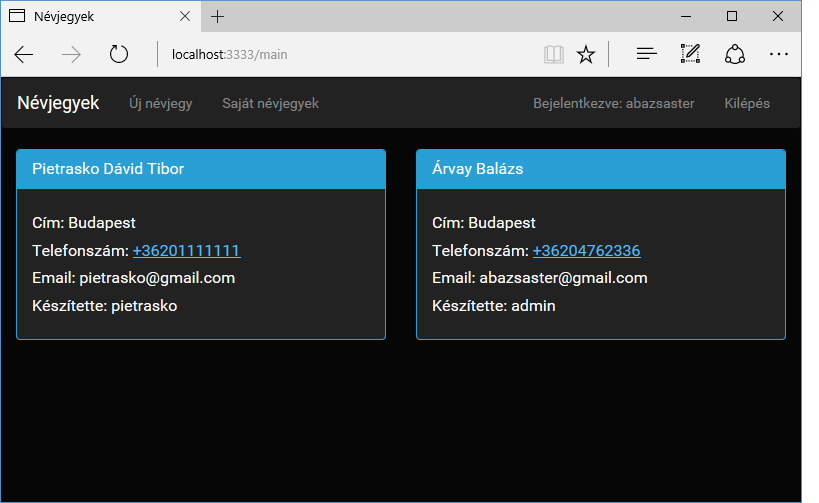 Névjegyek
localhost:3333/main
Névjegyek Új névjegy Saját névjegyek Bejelentkezve: abazsaster Kilépés
Pietrasko Dávid Tibor
Cím: Budapest
Telefonszám: +36201111111
Email: pietrasko@gmail.com
Készítette: pietrasko
Árvay Balázs
Cím: Budapest
Telefonszám: +36204762336
Email: abazsaster@gmail.com
Készítette: admin